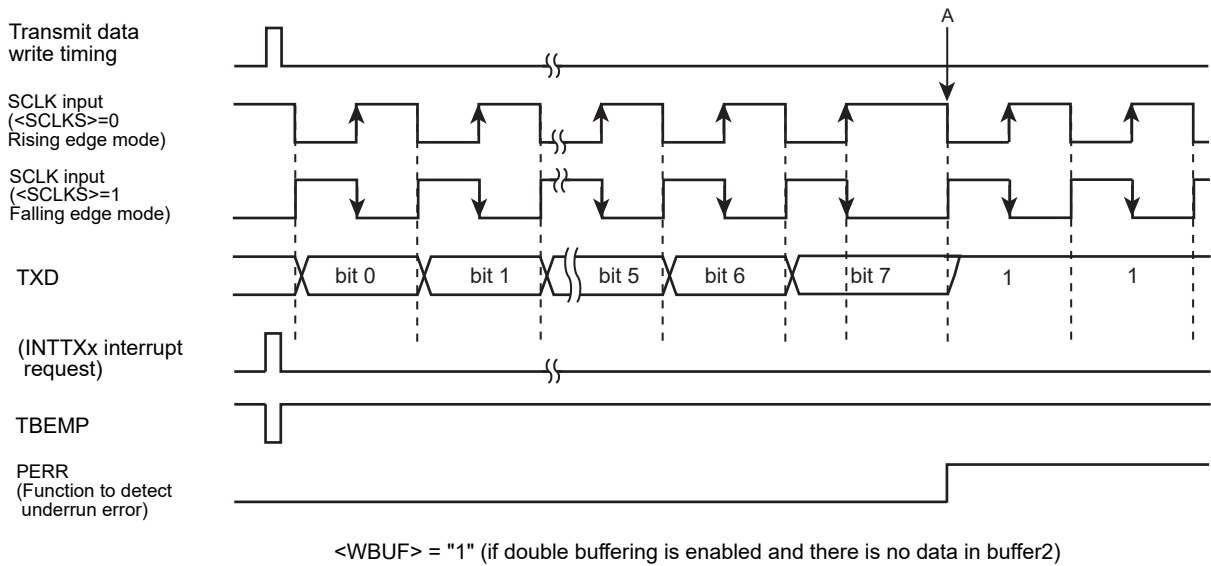 A
Transmit data
write timing
SCLK input
(<SCLKS>=0
Rising edge mode)
SCLK input
(<SCLKS>=1
Falling edge mode)
TXD
bit 0
bit 1
bit 5
bit 6
bit 7
1
1
(INTTXx interrupt
request)
TBEMP
PERR
(Function to detect
underrun error)
<WBUF> = "1" (if double buffering is enabled and there is no data in buffer2)